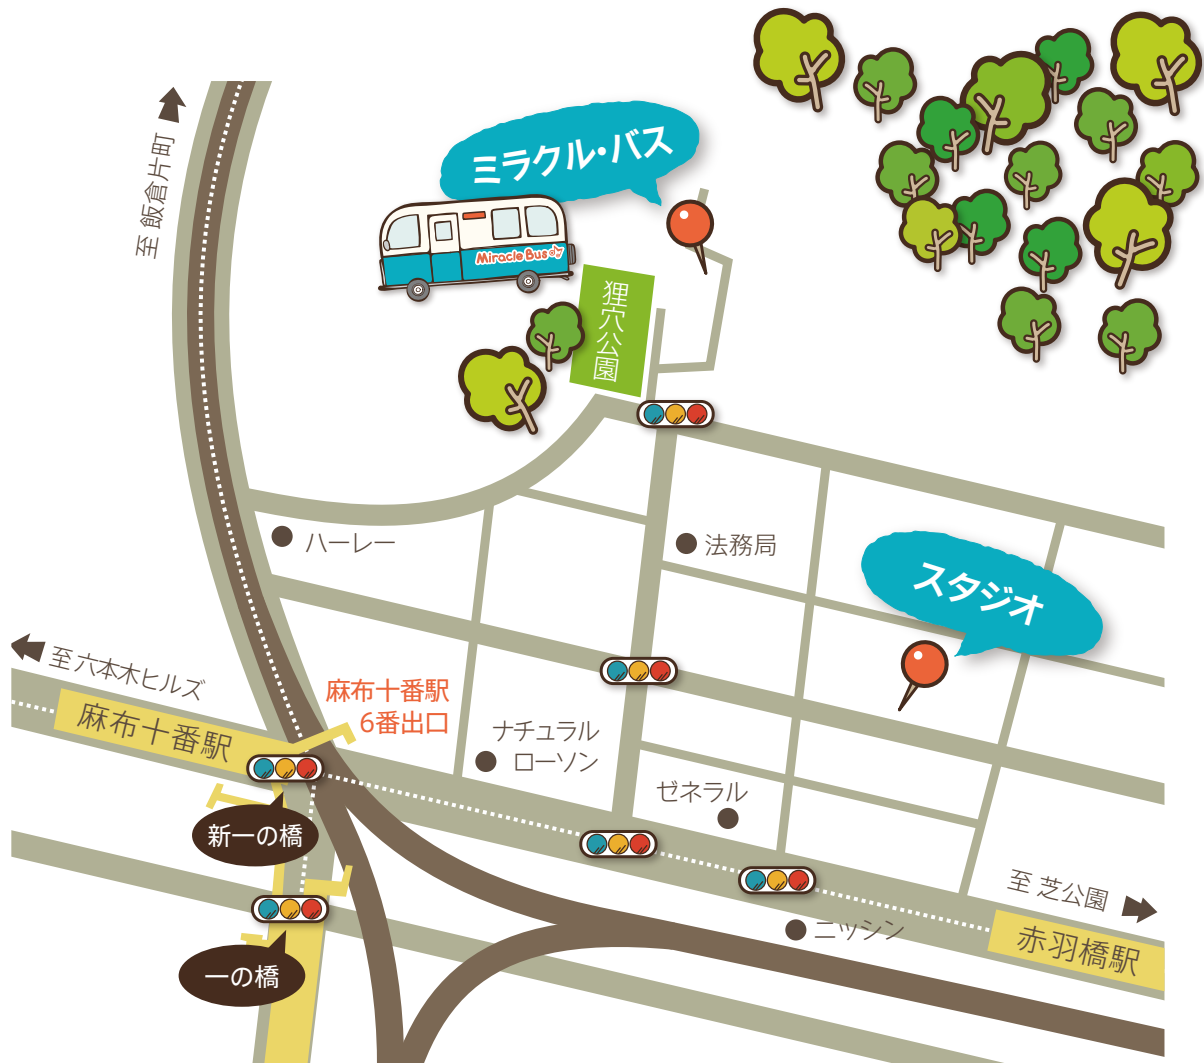 至 飯倉片町
ミラクル・バス
Miracle Bus
狸穴公園
ハーレー
法務局
スタジオ
至 六本木ヒルズ
麻布十番駅
麻布十番駅
6番出口
ナチュラル
ローソン
ゼネラル
新一の橋
至 芝公園
ニッシン
赤羽橋駅
一の橋